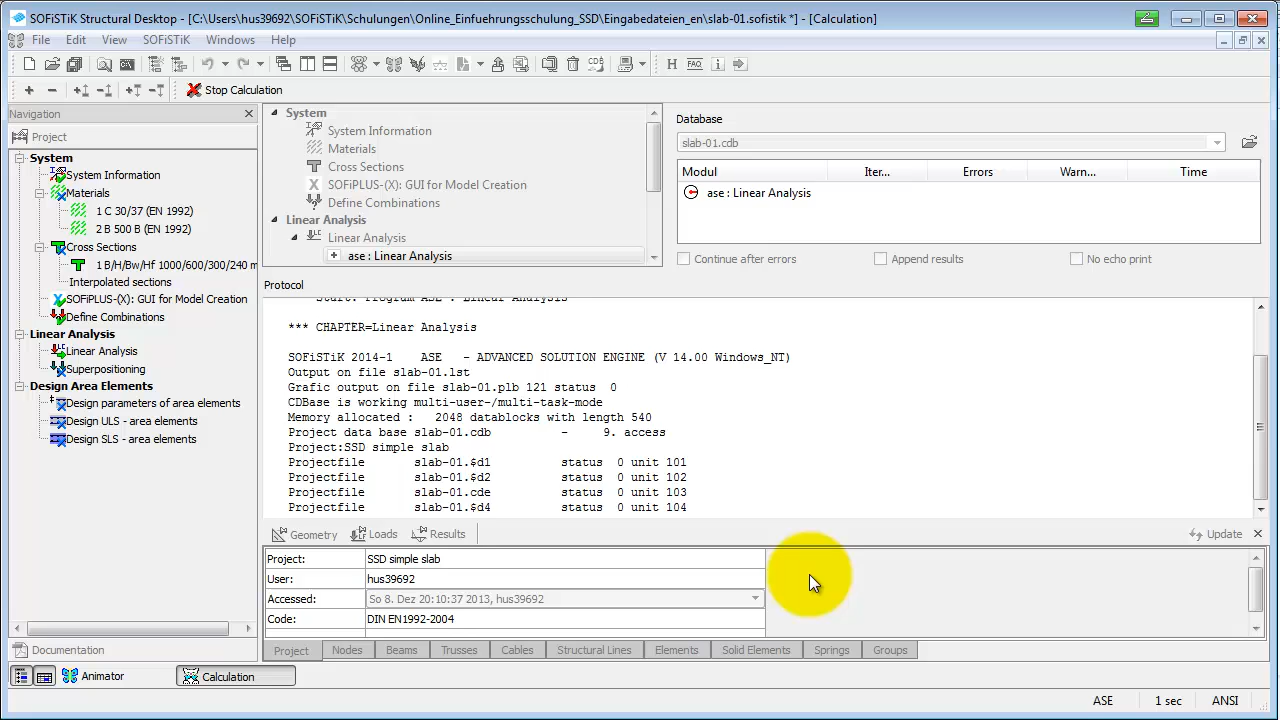 SOFiSTiK Structural Desktop - [C:\Users\hus39692\SOFiSTiK\Schulungen\Online_Einfuehrungsschulung_SSD\Eingabedateien_en\slab-01.sofistik *] - [Calculation]
File Edit View SOFiSTiK Windows Help
H FAQ
Stop Calculation
Navigation
Project
System
System Information
Materials
1 C 30/37 (EN 1992)
2 B 500 B (EN 1992)
Cross Sections
1 B/H/Bw/Hf 1000/600/300/240 m
Interpolated sections
SOFiPLUS-(X): GUI for Model Creation
Define Combinations
Linear Analysis
Linear Analysis
Superpositioning
Design Area Elements
Design parameters of area elements
Design ULS - area elements
Design SLS - area elements
Documentation
System
System Information
Materials
Cross Sections
SOFiPLUS-(X): GUI for Model Creation
Define Combinations
Linear Analysis
Linear Analysis
ase : Linear Analysis
Database
slab-01.cdb
Modul Iter... Errors Warn... Time
ase : Linear Analysis
Continue after errors Append results No echo print
Protocol
Start: Program ASE : Linear Analysis
*** CHAPTER=Linear Analysis
SOFiSTiK 2014-1 ASE - ADVANCED SOLUTION ENGINE (V 14.00 Windows_NT)
Output on file slab-01.lst
Grafic output on file slab-01.plb 121 status 0
CDBase is working multi-user-/multi-task-mode
Memory allocated : 2048 datablocks with length 540
Project data base slab-01.cdb - 9. access
Project:SSD simple slab
Projectfile slab-01.$d1 status 0 unit 101
Projectfile slab-01.$d2 status 0 unit 102
Projectfile slab-01.cde status 0 unit 103
Projectfile slab-01.$d4 status 0 unit 104
Geometry Loads Results Update
Project: SSD simple slab
User: hus39692
Accessed: So 8. Dez 20:10:37 2013, hus39692
Code: DIN EN1992-2004
Project Nodes Beams Trusses Cables Structural Lines Elements Solid Elements Springs Groups
Animator Calculation
ASE 1 sec ANSI